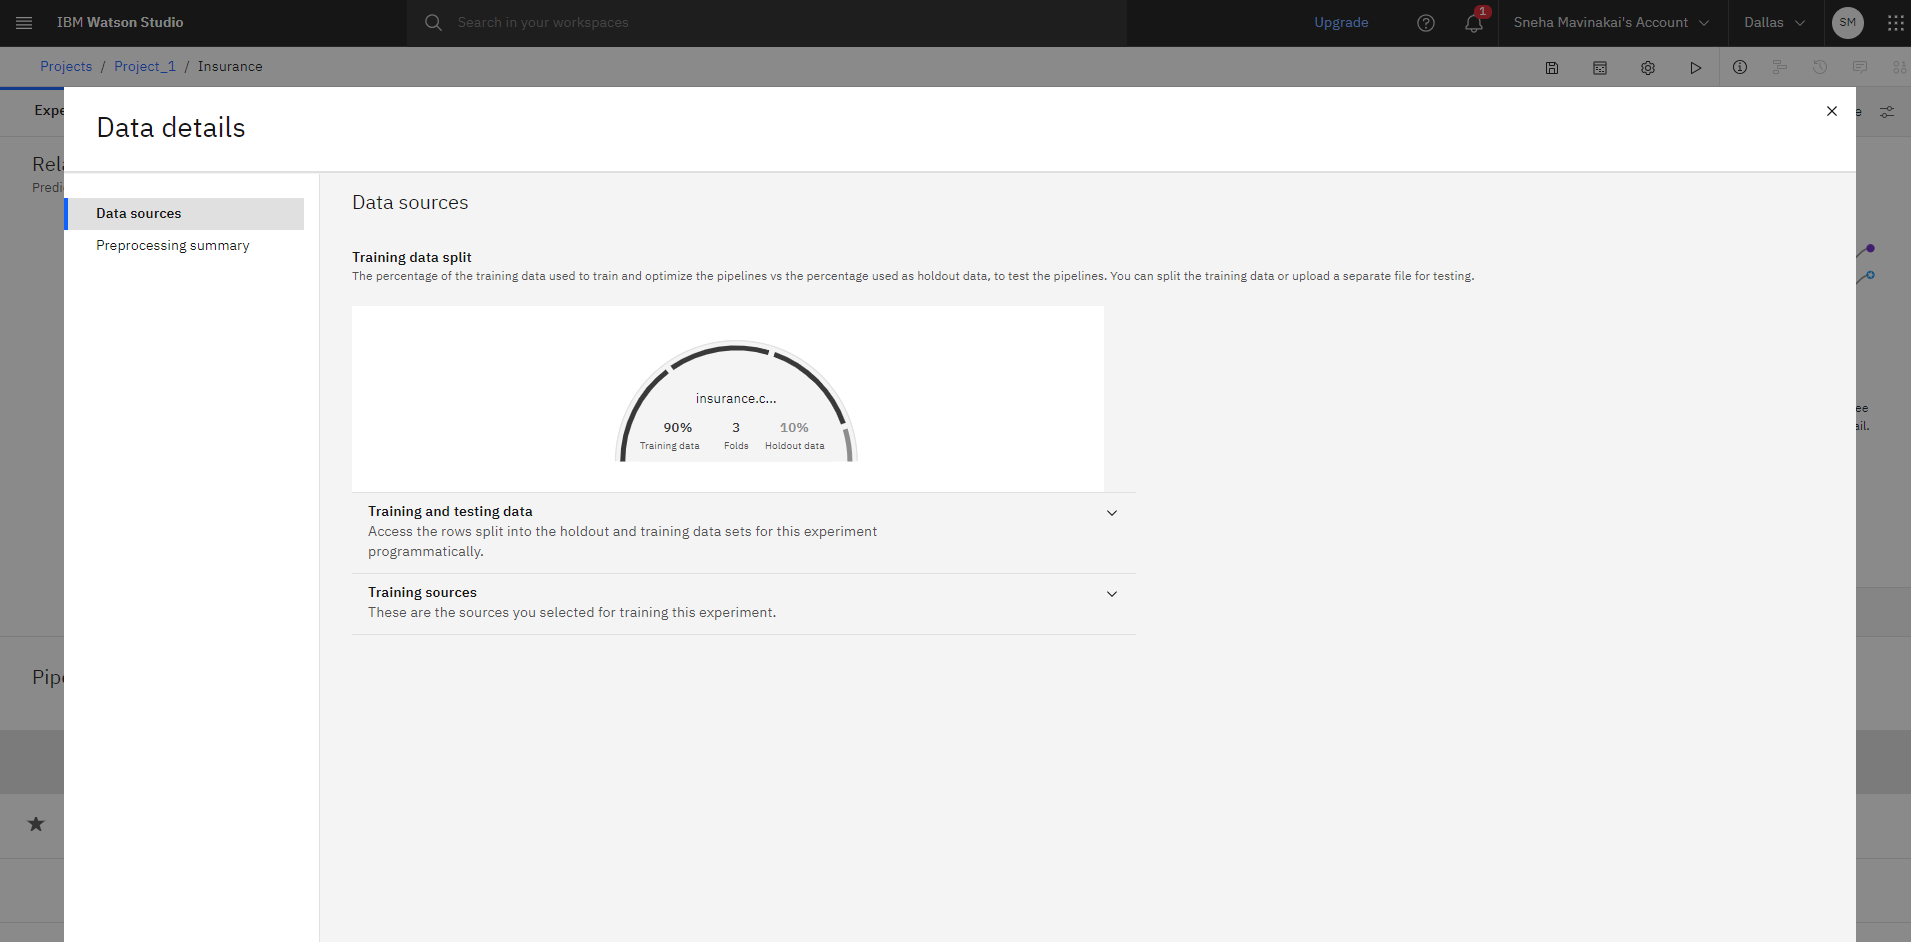 IBM Watson Studio
Search in your workspaces
Upgrade
1
Sneha Mavinakai's Account
Dallas
SM
Projects / Project_1 / Insurance
Expe
e
Data details
Rela
Predi
Data sources
Preprocessing summary
Data sources
Training data split
The percentage of the training data used to train and optimize the pipelines vs the percentage used as holdout data, to test the pipelines. You can split the training data or upload a separate file for testing.
insurance.c...
90% 3 10%
Training data Folds Holdout data
ee
ail.
Training and testing data
Access the rows split into the holdout and training data sets for this experiment
programmatically.
Training sources
These are the sources you selected for training this experiment.
Pipe